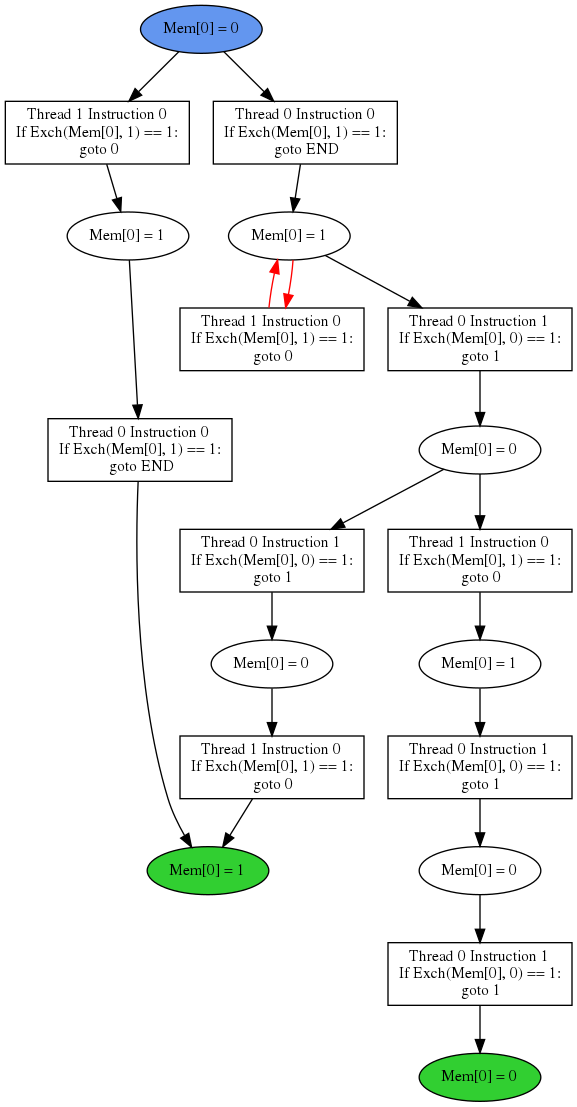 Mem[0] = 0
Thread 1 Instruction 0
If Exch(Mem[0], 1) == 1:
goto 0
Thread 0 Instruction 0
If Exch(Mem[0], 1) == 1:
goto END
Mem[0] = 1
Mem[0] = 1
Thread 1 Instruction 0
If Exch(Mem[0], 1) == 1:
goto 0
Thread 0 Instruction 1
If Exch(Mem[0], 0) == 1:
goto 1
Thread 0 Instruction 0
If Exch(Mem[0], 1) == 1:
goto END
Mem[0] = 0
Thread 0 Instruction 1
If Exch(Mem[0], 0) == 1:
goto 1
Thread 1 Instruction 0
If Exch(Mem[0], 1) == 1:
goto 0
Mem[0] = 0
Mem[0] = 1
Thread 1 Instruction 0
If Exch(Mem[0], 1) == 1:
goto 0
Thread 0 Instruction 1
If Exch(Mem[0], 0) == 1:
goto 1
Mem[0] = 1
Mem[0] = 0
Thread 0 Instruction 1
If Exch(Mem[0], 0) == 1:
goto 1
Mem[0] = 0